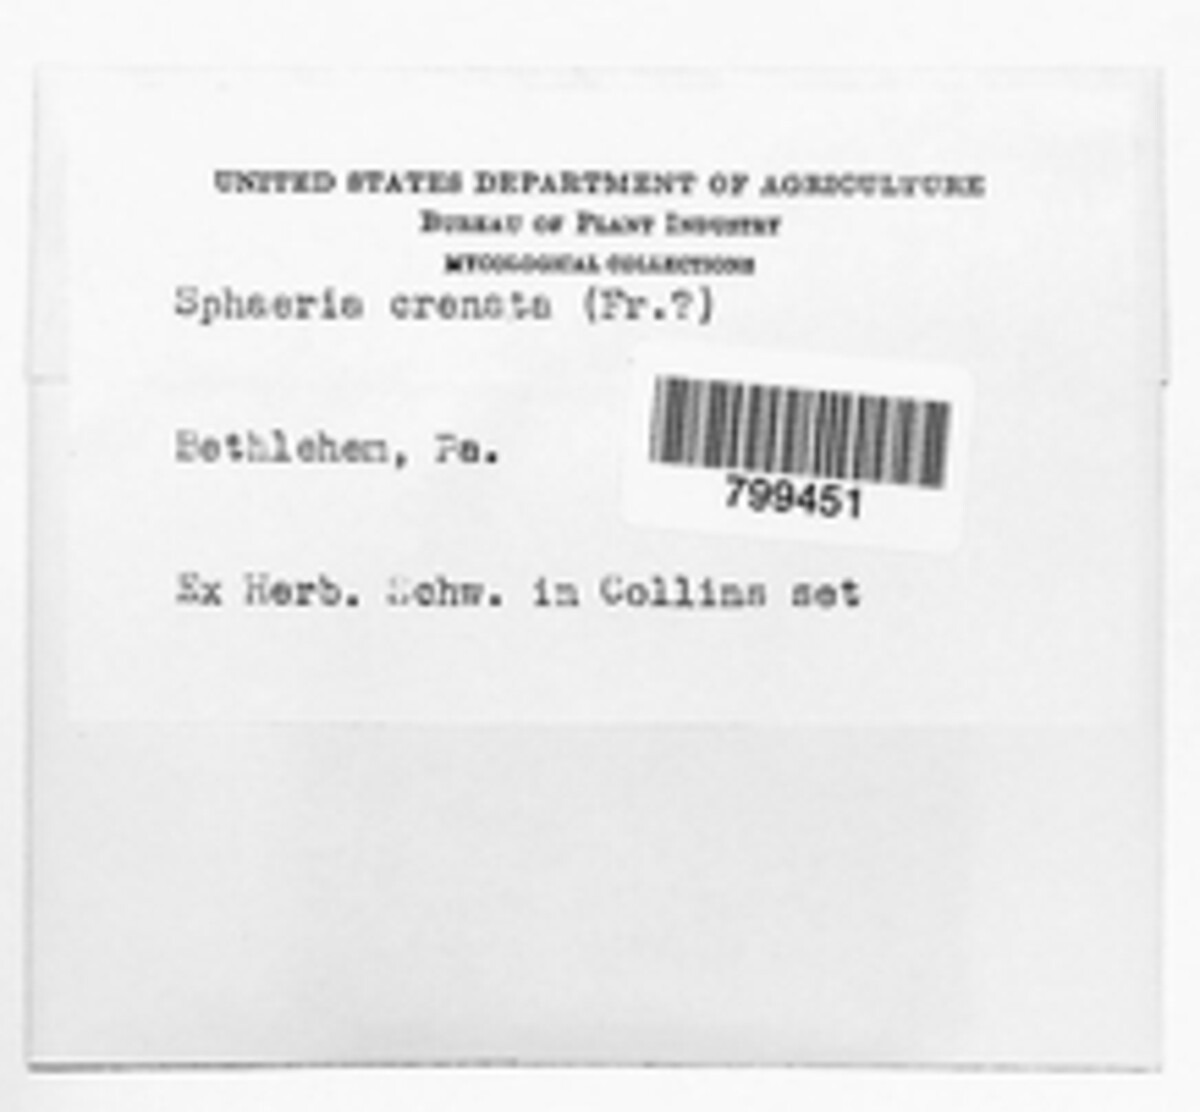 UNITED STATES DEPARTMENT OF AGRICULTURE
BUREAU OF PLANT INDUSTRY
MYCOLOGICAL COLLECTIONS
Sphaeria crenata (Fr.?)
Bethlehem, Pa.
799451
Ex Herb. Schw. in Collins set